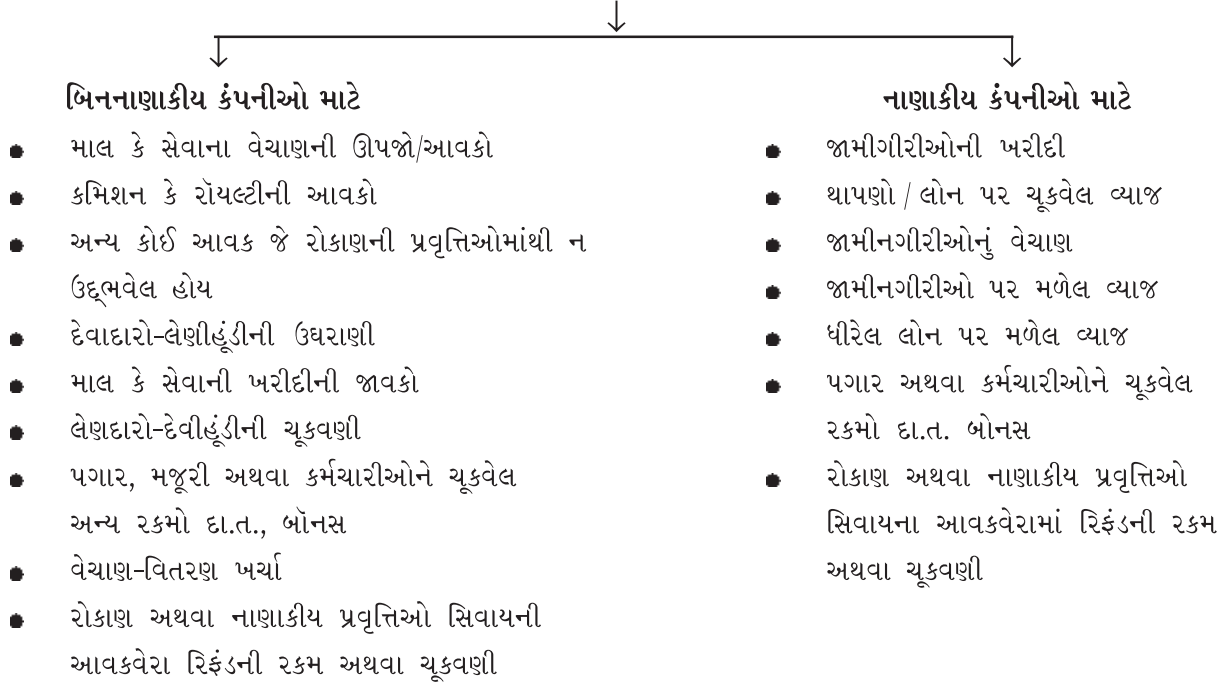 બિનનાણાકીય કંપનીઓ માટે
● માલ કે સેવાના વેચાણની ઊપજો/આવકો
● કમિશન કે રૉયલ્ટીની આવકો
● અન્ય કોઈ આવક જે રોકાણની પ્રવૃત્તિઓમાંથી ન
ઉદ્ભવેલ હોય
● દેવાદારો-લેણીહૂંડીની ઉઘરાણી
● માલ કે સેવાની ખરીદીની જાવકો
● લેણદારો-દેવીહૂંડીની ચૂકવણી
● પગાર, મજૂરી અથવા કર્મચારીઓને ચૂકવેલ
અન્ય રકમો દા.ત., બૉનસ
● વેચાણ-વિતરણ ખર્ચા
● રોકાણ અથવા નાણાકીય પ્રવૃત્તિઓ સિવાયની
આવકવેરા રિફંડની રકમ અથવા ચૂકવણી
નાણાકીય કંપનીઓ માટે
● જામીગીરીઓની ખરીદી
● થાપણો / લોન પર ચૂકવેલ વ્યાજ
● જામીનગીરીઓનું વેચાણ
● જામીનગીરીઓ પર મળેલ વ્યાજ
● ધીરેલ લોન પર મળેલ વ્યાજ
● પગાર અથવા કર્મચારીઓને ચૂકવેલ
રકમો દા.ત. બોનસ
● રોકાણ અથવા નાણાકીય પ્રવૃત્તિઓ
સિવાયના આવકવેરામાં રિફંડની રકમ
અથવા ચૂકવણી